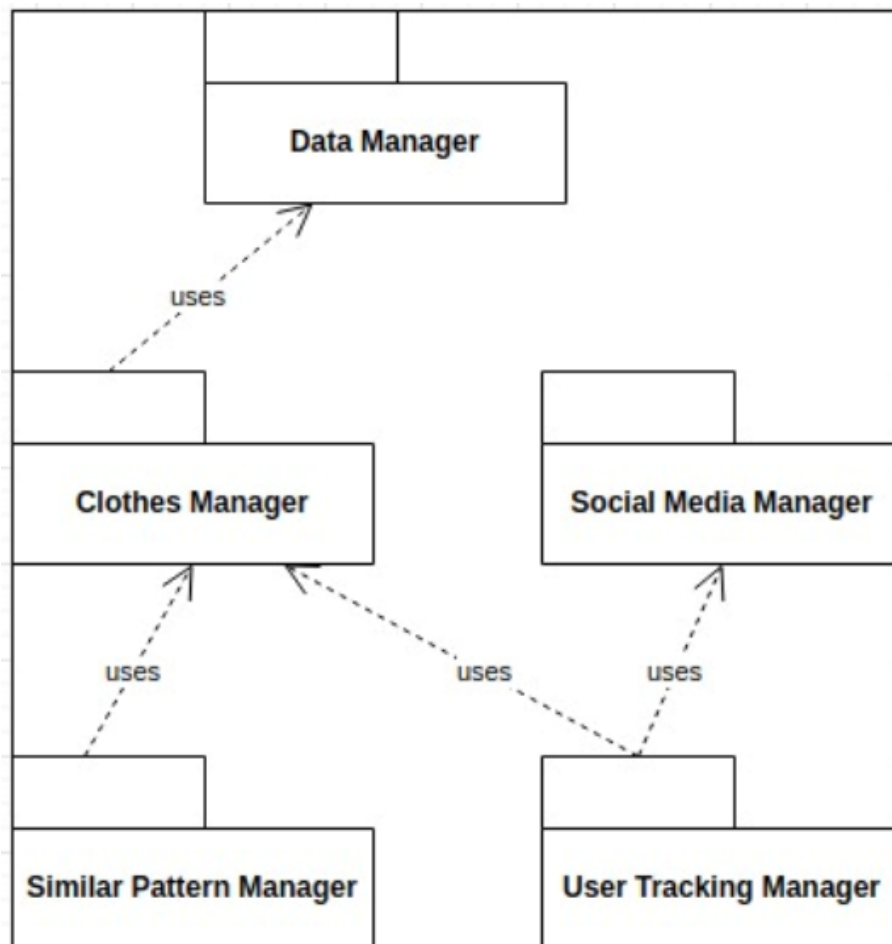 Data Manager
uses
Clothes Manager
Social Media Manager
uses
uses
uses
Similar Pattern Manager
User Tracking Manager